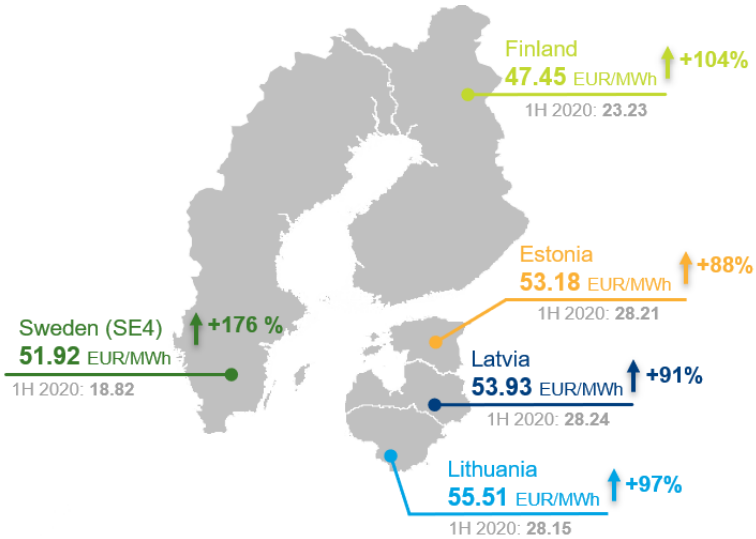 Finland
47.45 EUR/MWh
+104%
1H 2020: 23.23
Estonia
53.18 EUR/MWh
+88%
1H 2020: 28.21
Sweden (SE4)
51.92 EUR/MWh
+176 %
1H 2020: 18.82
Latvia
53.93 EUR/MWh
+91%
1H 2020: 28.24
Lithuania
55.51 EUR/MWh
+97%
1H 2020: 28.15